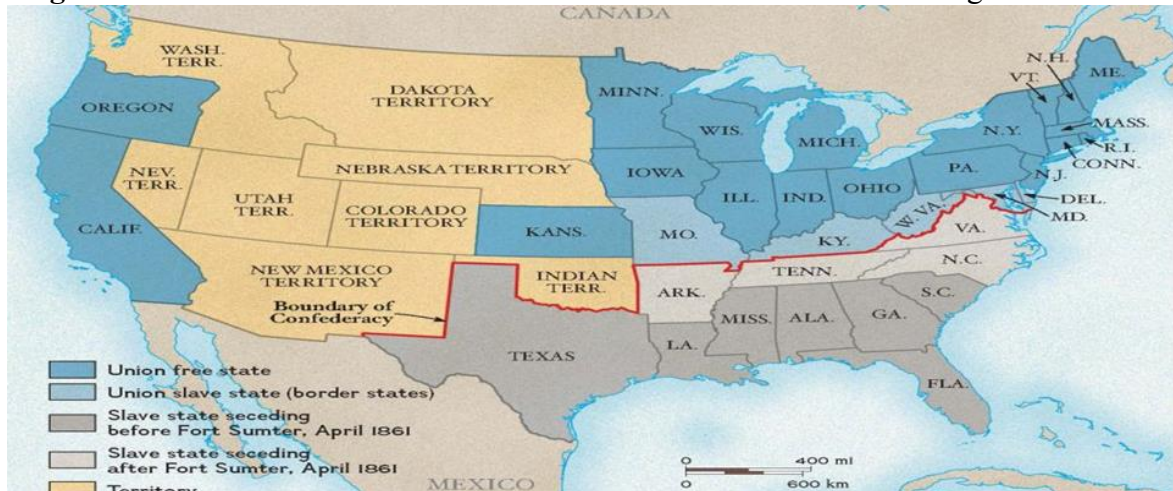 CANADA
WASH.
TERR.
OREGON
DAKOTA
TERRITORY
MINN.
N.H.
VT.
ME.
MASS.
WIS.
MICH.
N.Y.
R.I.
CONN.
NEV.
TERR.
NEBRASKA TERRITORY
IOWA
PA.
N.J.
UTAH
TERR.
COLORADO
TERRITORY
ILL.
IND.
OHIO
DEL.
MD.
CALIF.
KANS.
MO.
W. VA.
KY.
VA.
NEW MEXICO
TERRITORY
INDIAN
TERR.
TENN.
N.C.
ARK.
Boundary of
Confederacy
S.C.
MISS.
ALA.
GA.
TEXAS
LA.
FLA.
Union free state
Union slave state (border states)
Slave state seceding
before Fort Sumter, April 1861
Slave state seceding
after Fort Sumter, April 1861
Territory
MEXICO
0 400 mi
0 600 km